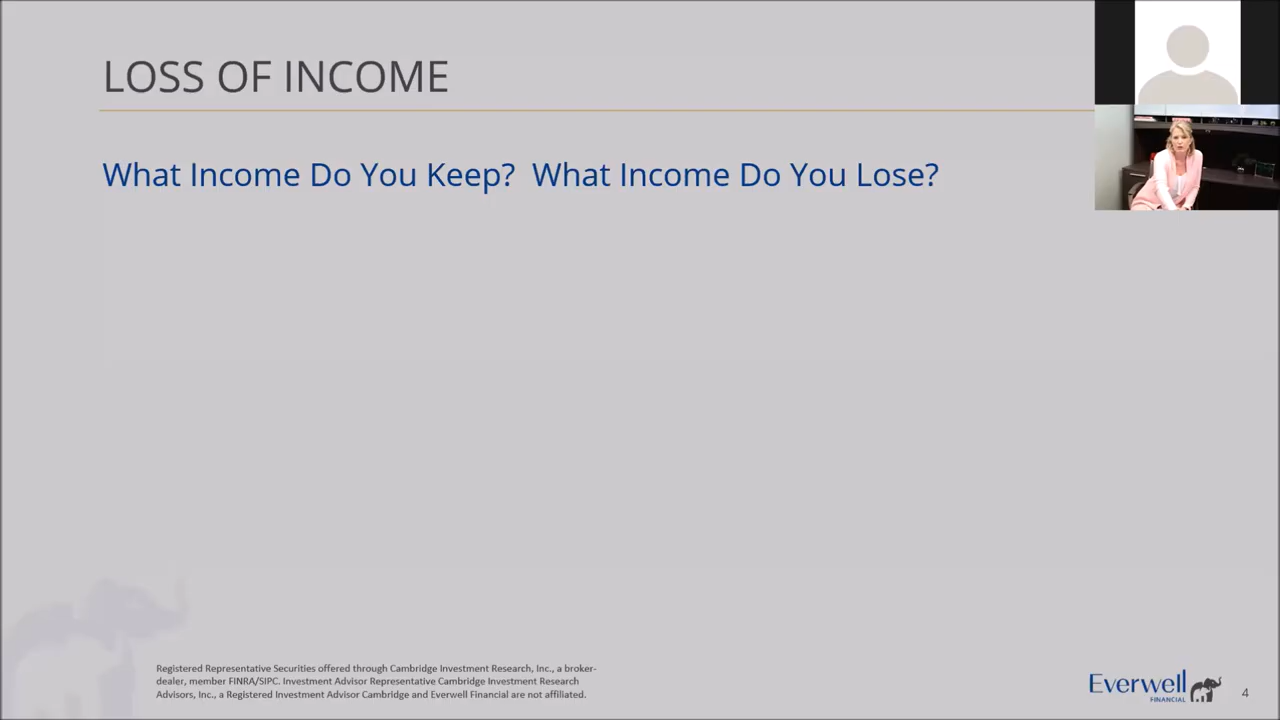 LOSS OF INCOME
What Income Do You Keep?  What Income Do You Lose?
Registered Representative Securities offered through Cambridge Investment Research, Inc., a broker-
dealer, member FINRA/SIPC. Investment Advisor Representative Cambridge Investment Research
Advisors, Inc., a Registered Investment Advisor Cambridge and Everwell Financial are not affiliated.
Everwell
FINANCIAL
4